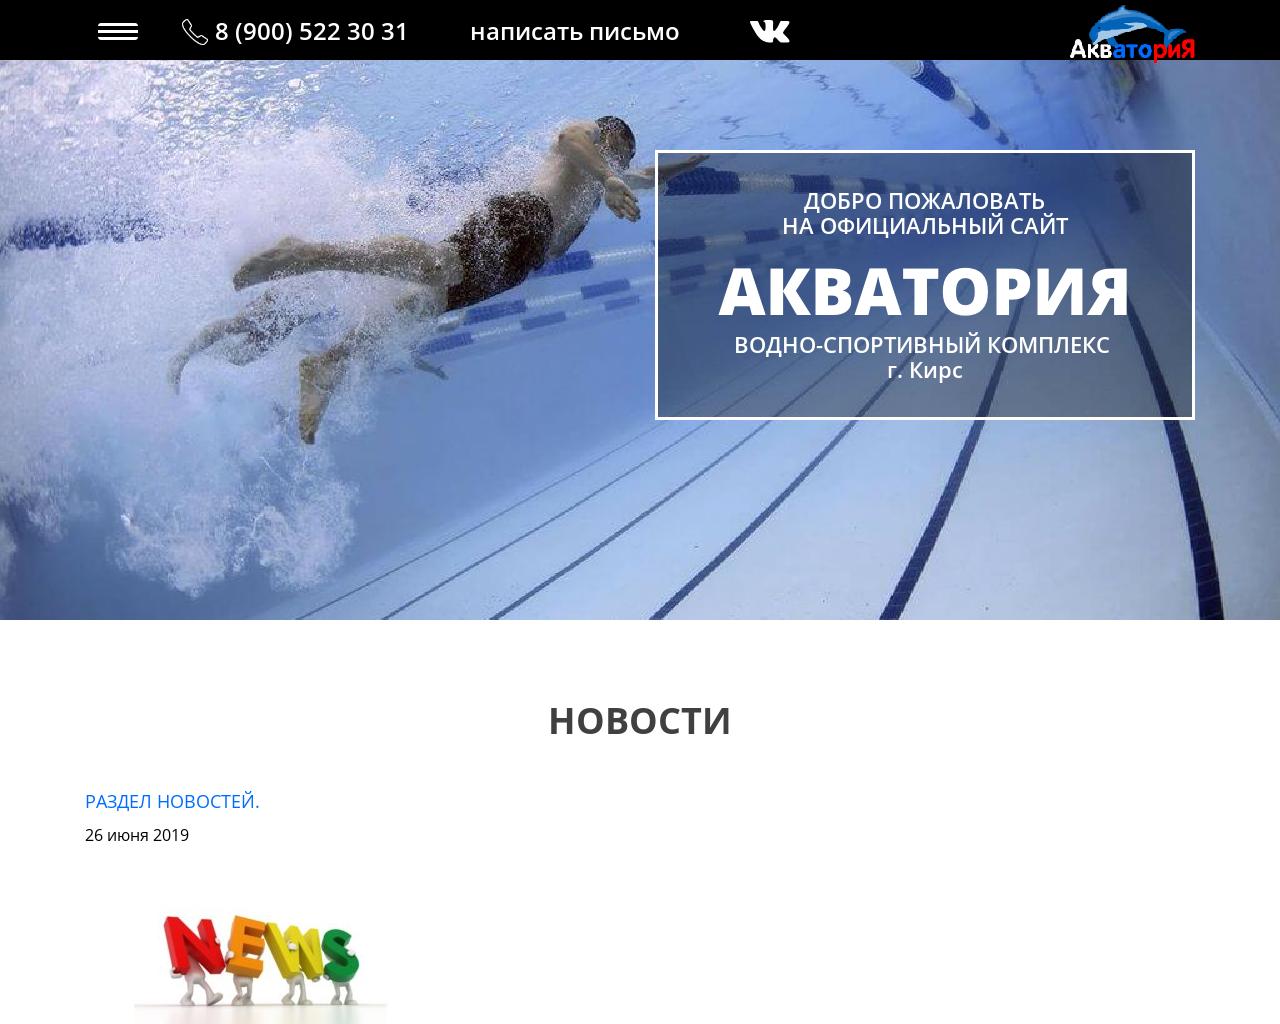 8 (900) 522 30 31
написать письмо
АкваториЯ
ДОБРО ПОЖАЛОВАТЬ
НА ОФИЦИАЛЬНЫЙ САЙТ
АКВАТОРИЯ
ВОДНО-СПОРТИВНЫЙ КОМПЛЕКС
г. Кирс
НОВОСТИ
РАЗДЕЛ НОВОСТЕЙ.
26 июня 2019
NEWS